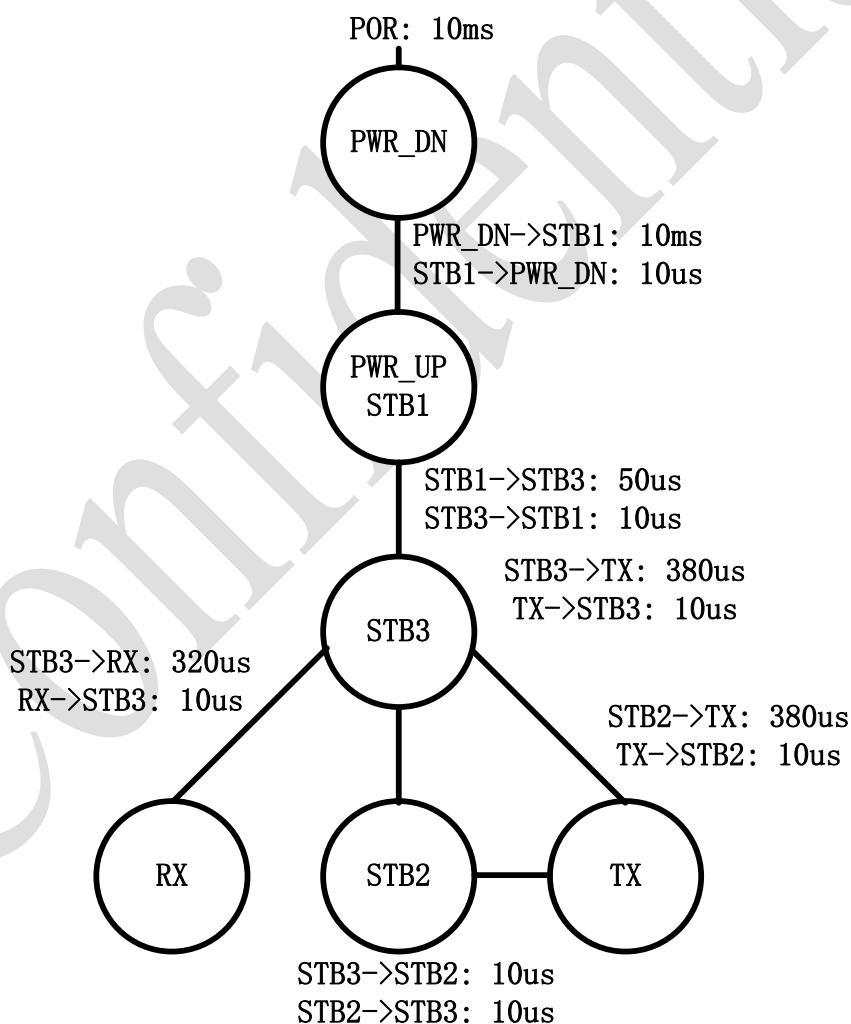 POR: 10ms
PWR_DN
PWR_DN->STB1: 10ms
STB1->PWR_DN: 10us
PWR_UP
STB1
STB1->STB3: 50us
STB3->STB1: 10us
STB3->TX: 380us
TX->STB3: 10us
STB3
STB3->RX: 320us
RX->STB3: 10us
STB2->TX: 380us
TX->STB2: 10us
RX
STB2
TX
STB3->STB2: 10us
STB2->STB3: 10us
Confidenti